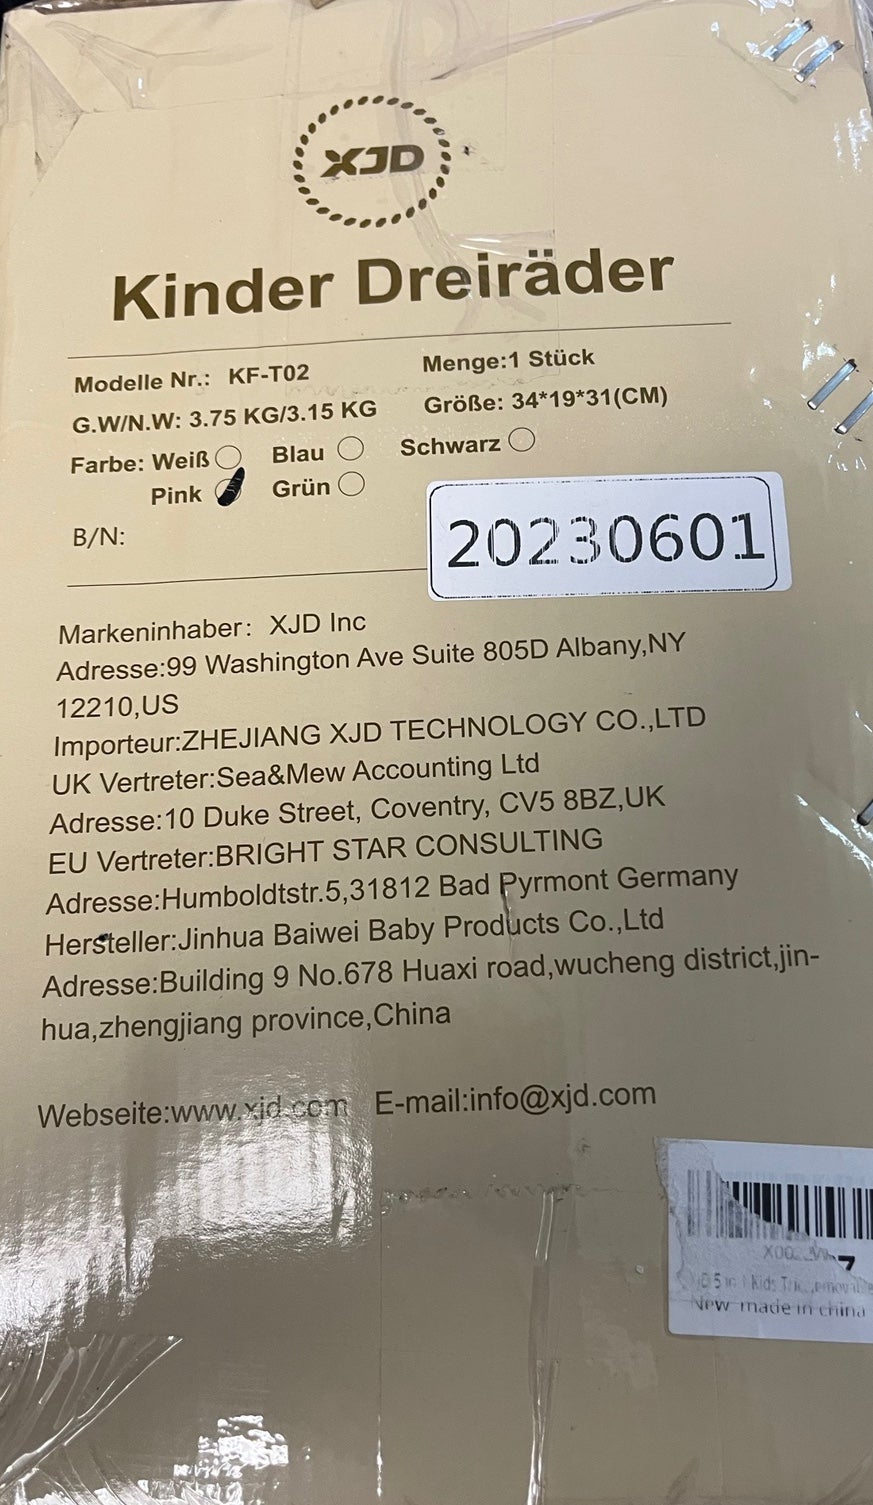 XJD
Kinder Dreiräder
Modelle Nr.: KF-T02 Menge:1 Stück
G.W/N.W: 3.75 KG/3.15 KG Größe: 34*19*31(CM)
Farbe: Weiß Blau Schwarz
Pink Grün
B/N:
20230601
Markeninhaber: XJD Inc
Adresse:99 Washington Ave Suite 805D Albany,NY
12210,US
Importeur:ZHEJIANG XJD TECHNOLOGY CO.,LTD
UK Vertreter:Sea&Mew Accounting Ltd
Adresse:10 Duke Street, Coventry, CV5 8BZ,UK
EU Vertreter:BRIGHT STAR CONSULTING
Adresse:Humboldtstr.5,31812 Bad Pyrmont Germany
Hersteller:Jinhua Baiwei Baby Products Co.,Ltd
Adresse:Building 9 No.678 Huaxi road,wucheng district,jin-
hua,zhengjiang province,China
Webseite:www.xjd.com E-mail:info@xjd.com
5 in 1 Kids
New made in china